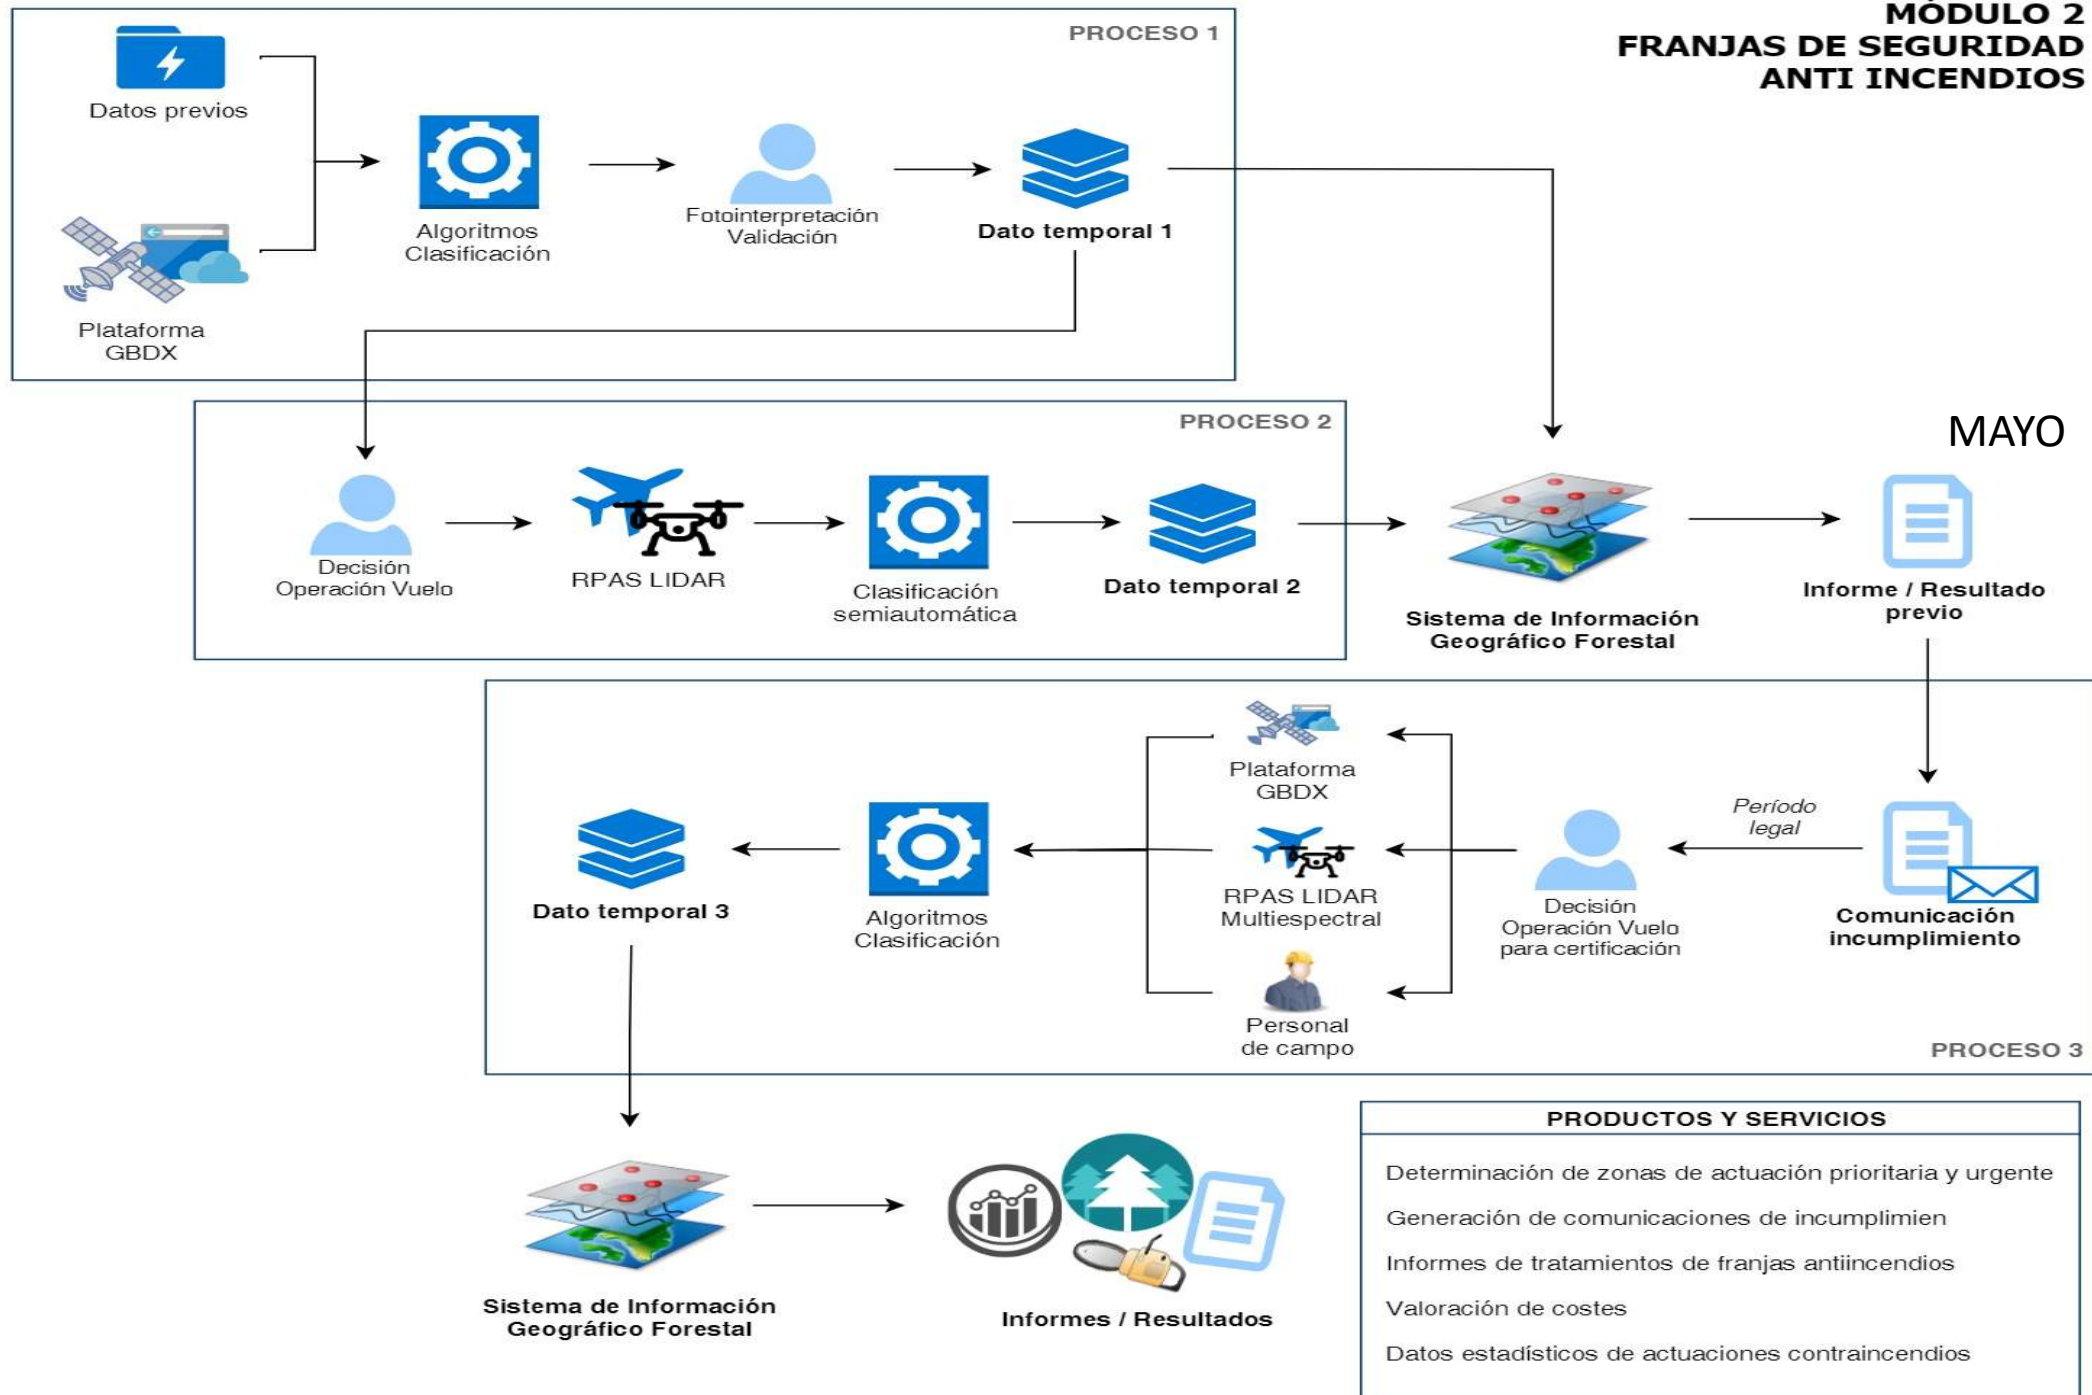 MÓDULO 2
FRANJAS DE SEGURIDAD
ANTI INCENDIOS
PROCESO 1
Datos previos
Plataforma
GBDX
Algoritmos
Clasificación
Fotointerpretación
Validación
Dato temporal 1
PROCESO 2
Decisión
Operación Vuelo
RPAS LIDAR
Clasificación
semiautomática
Dato temporal 2
Sistema de Información
Geográfico Forestal
MAYO
Informe / Resultado
previo
Plataforma
GBDX
RPAS LIDAR
Multiespectral
Personal
de campo
Período
legal
Comunicación
incumplimiento
Decisión
Operación Vuelo
para certificación
Algoritmos
Clasificación
Dato temporal 3
PROCESO 3
Sistema de Información
Geográfico Forestal
Informes / Resultados
PRODUCTOS Y SERVICIOS
Determinación de zonas de actuación prioritaria y urgente
Generación de comunicaciones de incumplimien
Informes de tratamientos de franjas antiincendios
Valoración de costes
Datos estadísticos de actuaciones contraincendios